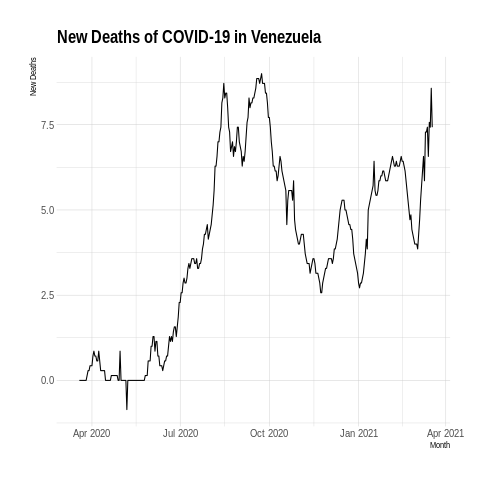 New Deaths of COVID-19 in Venezuela
New Deaths
7.5
5.0
2.5
0.0
Apr 2020 Jul 2020 Oct 2020 Jan 2021 Apr 2021
Month